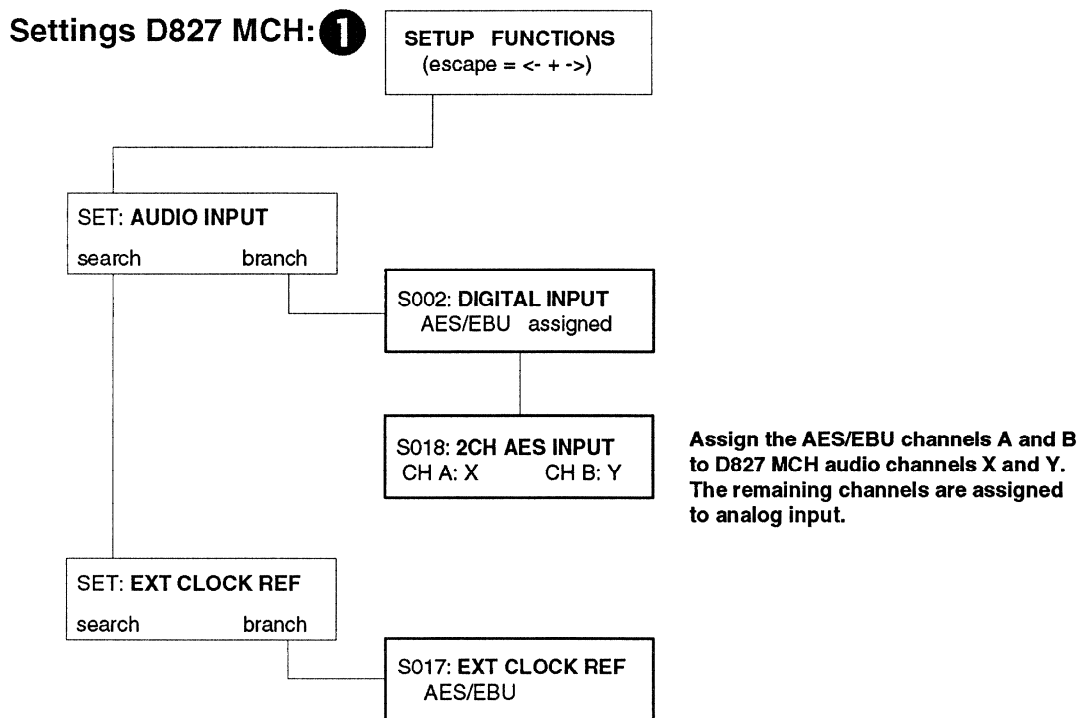 Settings D827 MCH: 1
SETUP FUNCTIONS
(escape = <- + ->)
SET: AUDIO INPUT
search branch
S002: DIGITAL INPUT
AES/EBU assigned
S018: 2CH AES INPUT
CH A: X CH B: Y
Assign the AES/EBU channels A and B
to D827 MCH audio channels X and Y.
The remaining channels are assigned
to analog input.
SET: EXT CLOCK REF
search branch
S017: EXT CLOCK REF
AES/EBU